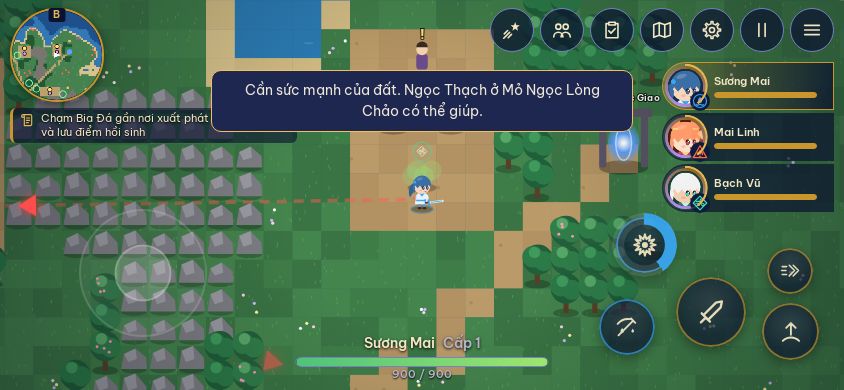 B
!
Cần sức mạnh của đất. Ngọc Thạch ở Mỏ Ngọc Lòng
Chảo có thể giúp.
Chạm Bia Đá gần nơi xuất phát
và lưu điểm hồi sinh
Giao
Sương Mai
Mai Linh
Bạch Vũ
Sương Mai Cấp 1
900 / 900